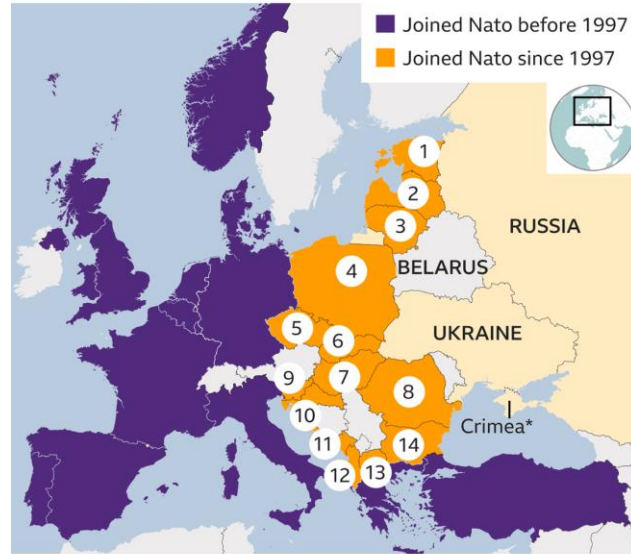 Joined Nato before 1997
Joined Nato since 1997
1
2
3
RUSSIA
4
BELARUS
5
6
UKRAINE
7
9
8
10
Crimea*
11
14
12
13